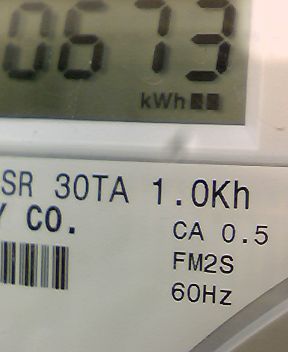 0673
kWh
SR 30TA 1.0Kh
Y CO.
CA 0.5
FM2S
60Hz